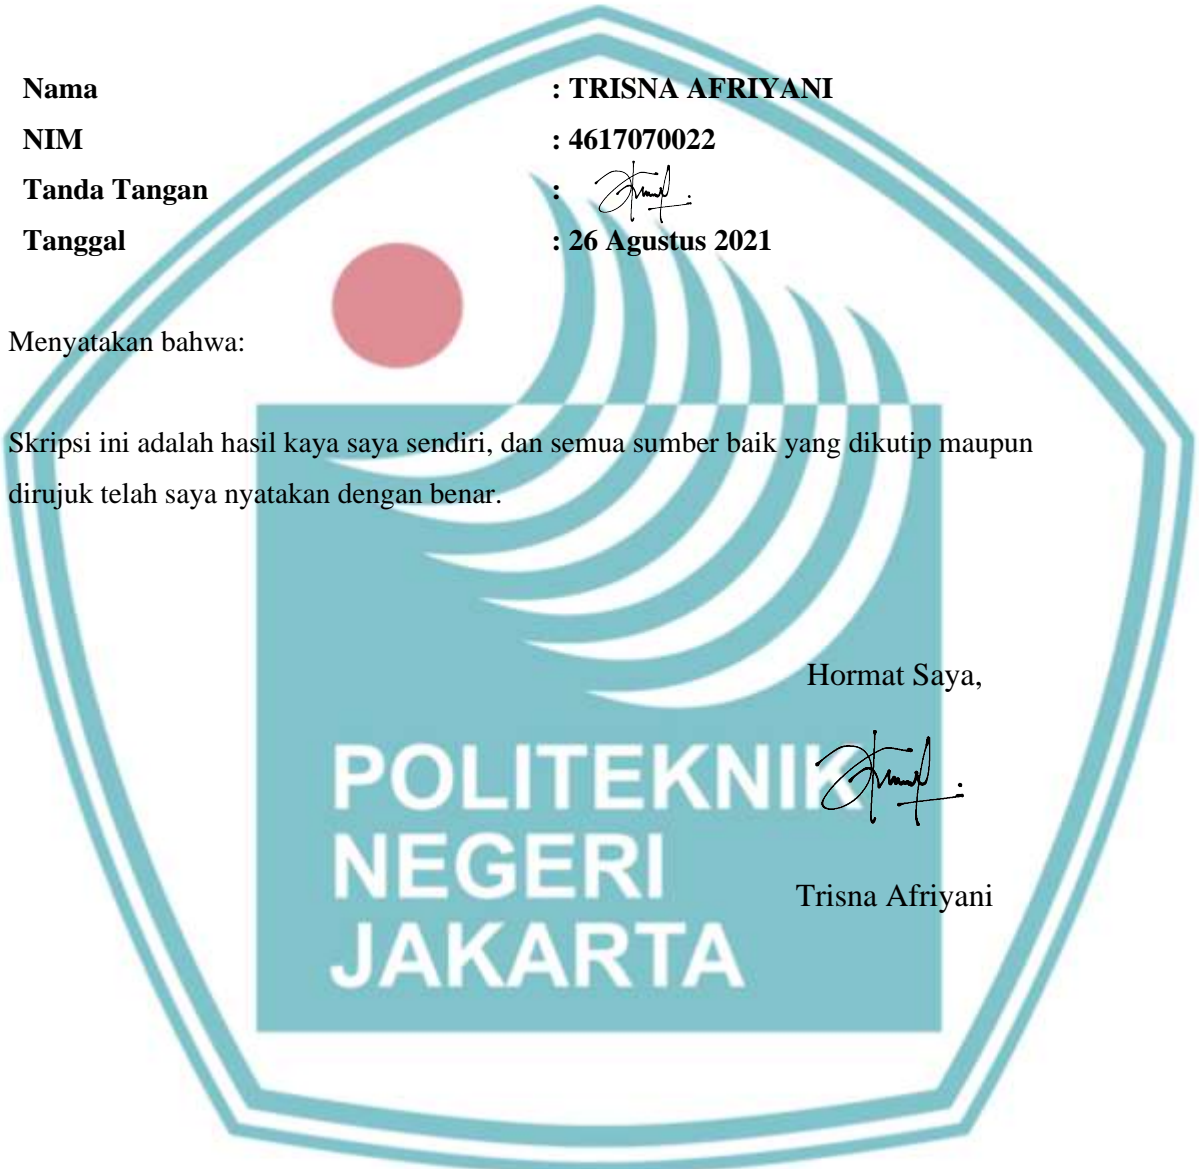 Nama : TRISNA AFRIYANI
NIM : 4617070022
Tanda Tangan :
Tanggal : 26 Agustus 2021
Menyatakan bahwa:
Skripsi ini adalah hasil kaya saya sendiri, dan semua sumber baik yang dikutip maupun
dirujuk telah saya nyatakan dengan benar.
Hormat Saya,
POLITEKNIK
NEGERI
JAKARTA
Trisna Afriyani